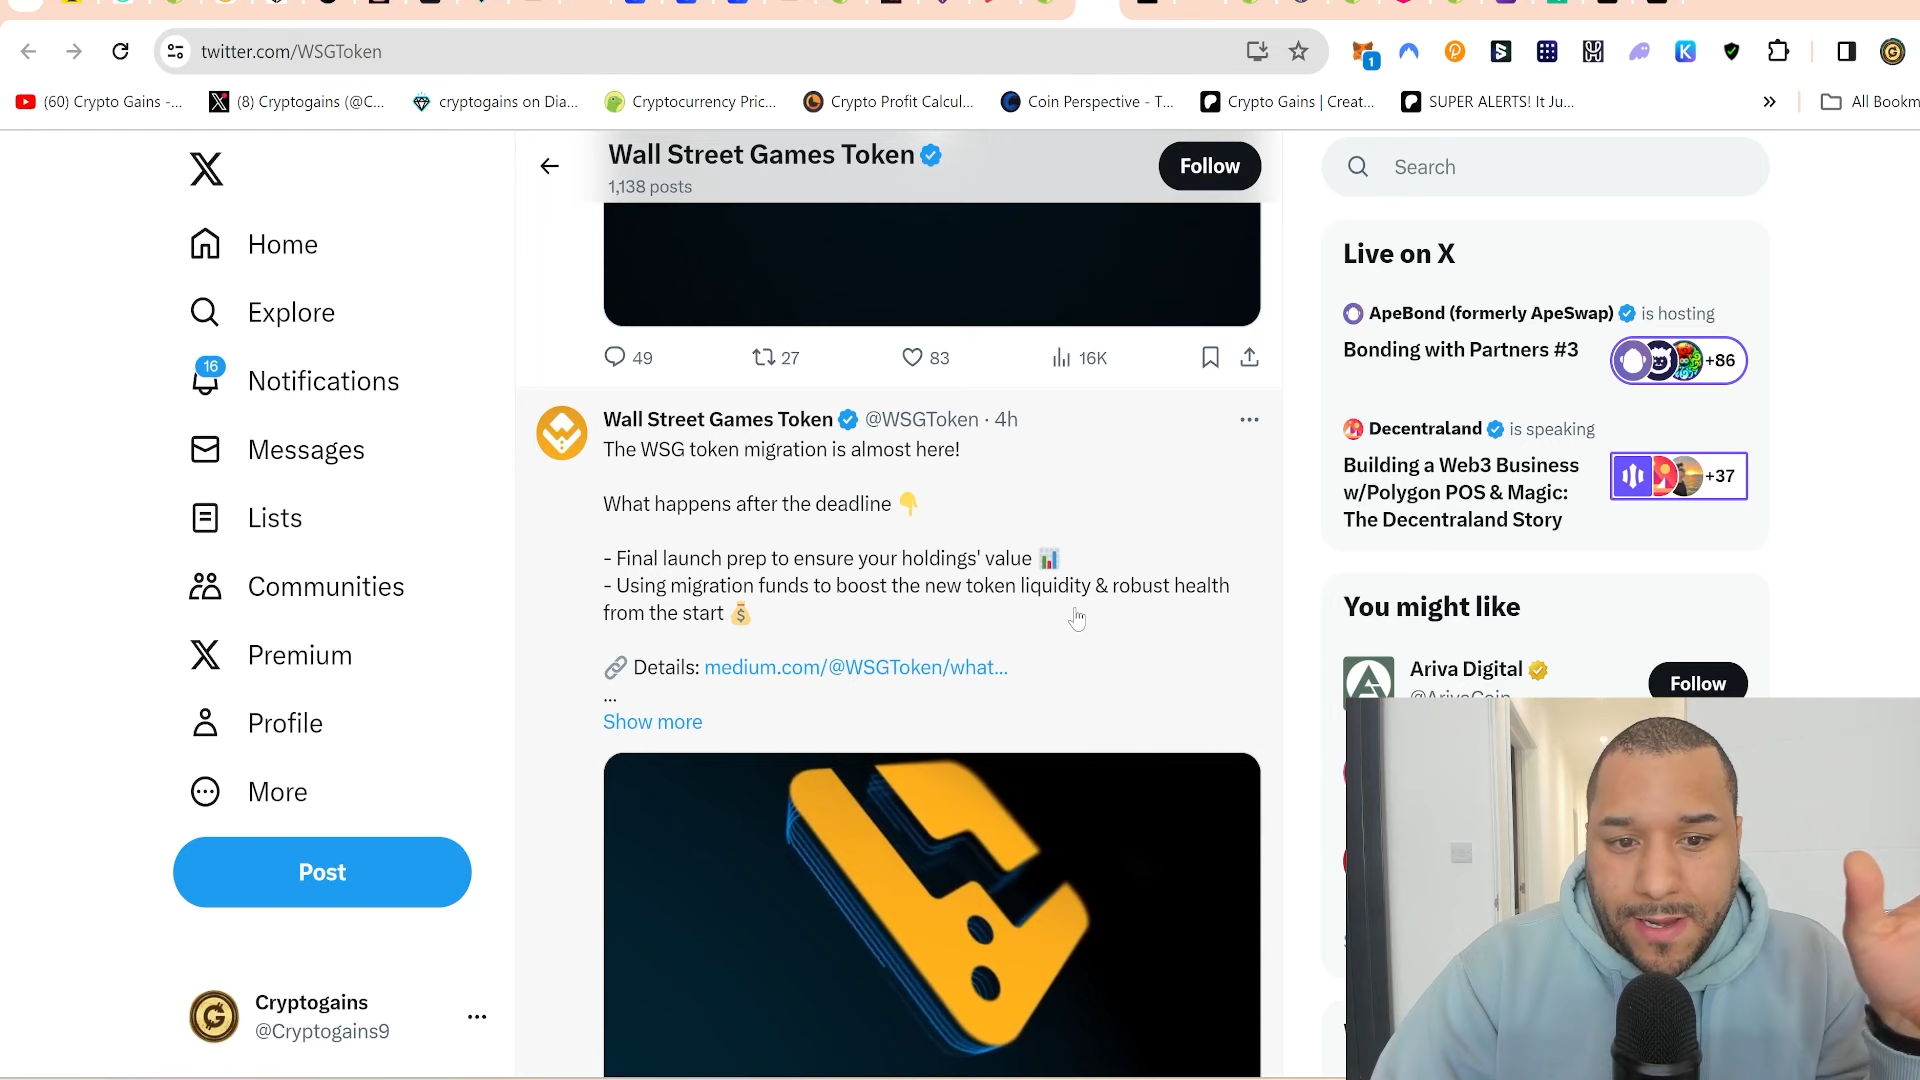 twitter.com/WSGToken
1
(60) Crypto Gains -...
(8) Cryptogains (@C...
cryptogains on Dia...
Cryptocurrency Pric...
Crypto Profit Calcul...
Coin Perspective - T...
Crypto Gains | Creat...
SUPER ALERTS! It Ju...
All Bookm
Home
Explore
16
Notifications
Messages
Lists
Communities
Premium
Profile
More
Post
Cryptogains
@Cryptogains9
Wall Street Games Token
1,138 posts
Follow
49
27
83
16K
Wall Street Games Token @WSGToken · 4h
The WSG token migration is almost here!
What happens after the deadline 👇
- Final launch prep to ensure your holdings' value 📊
- Using migration funds to boost the new token liquidity & robust health
from the start 💰
🔗 Details: medium.com/@WSGToken/what...
...
Show more
Search
Live on X
ApeBond (formerly ApeSwap) is hosting
Bonding with Partners #3
+86
Decentraland is speaking
Building a Web3 Business
w/Polygon POS & Magic:
The Decentraland Story
+37
You might like
Ariva Digital
@ArivaCoin
Follow